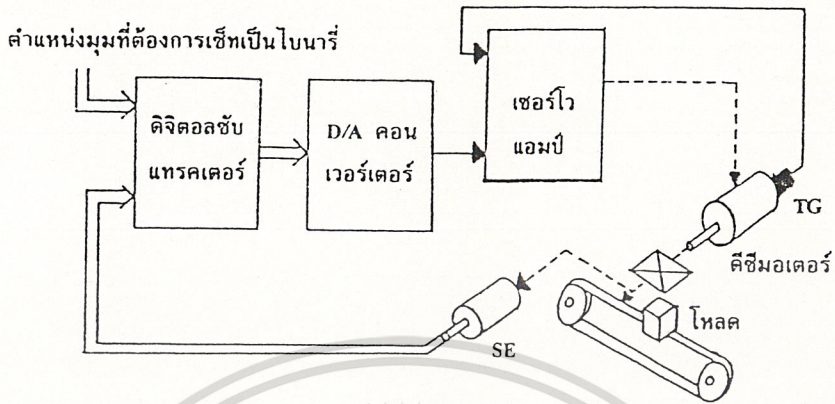 ตำแหน่งมุมที่ต้องการเซ็ทเป็นไบนารี่
ดิจิตอลซับ
แทรคเตอร์
D/A คอน
เวอร์เตอร์
เซอร์โว
แอมป์
TG
ดีซีมอเตอร์
โหลด
SE